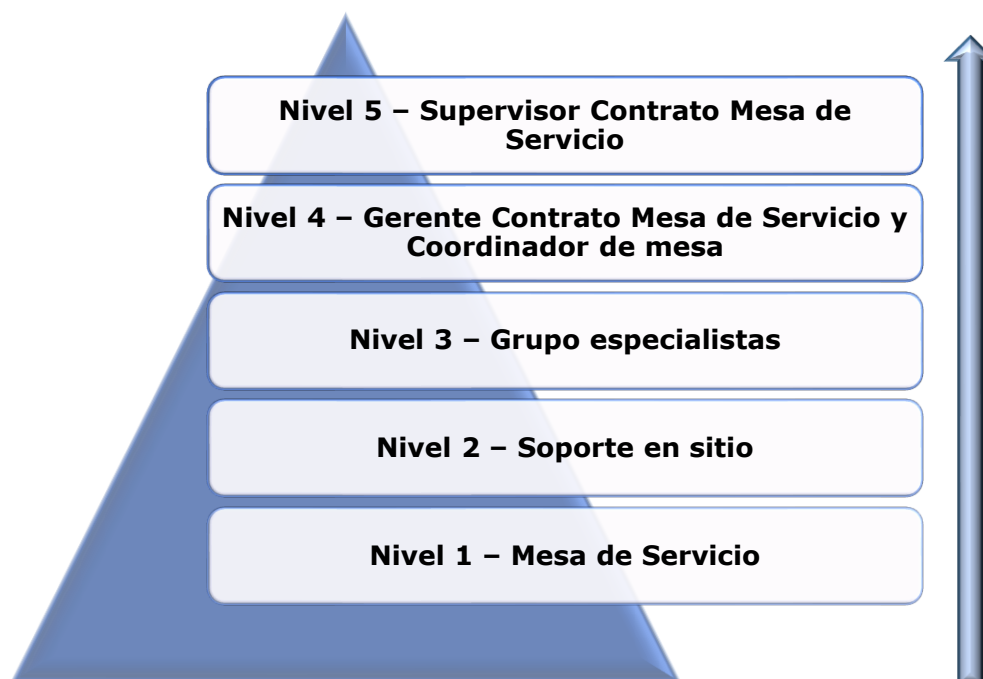 Nivel 5 – Supervisor Contrato Mesa de
Servicio
Nivel 4 – Gerente Contrato Mesa de Servicio y
Coordinador de mesa
Nivel 3 – Grupo especialistas
Nivel 2 – Soporte en sitio
Nivel 1 – Mesa de Servicio